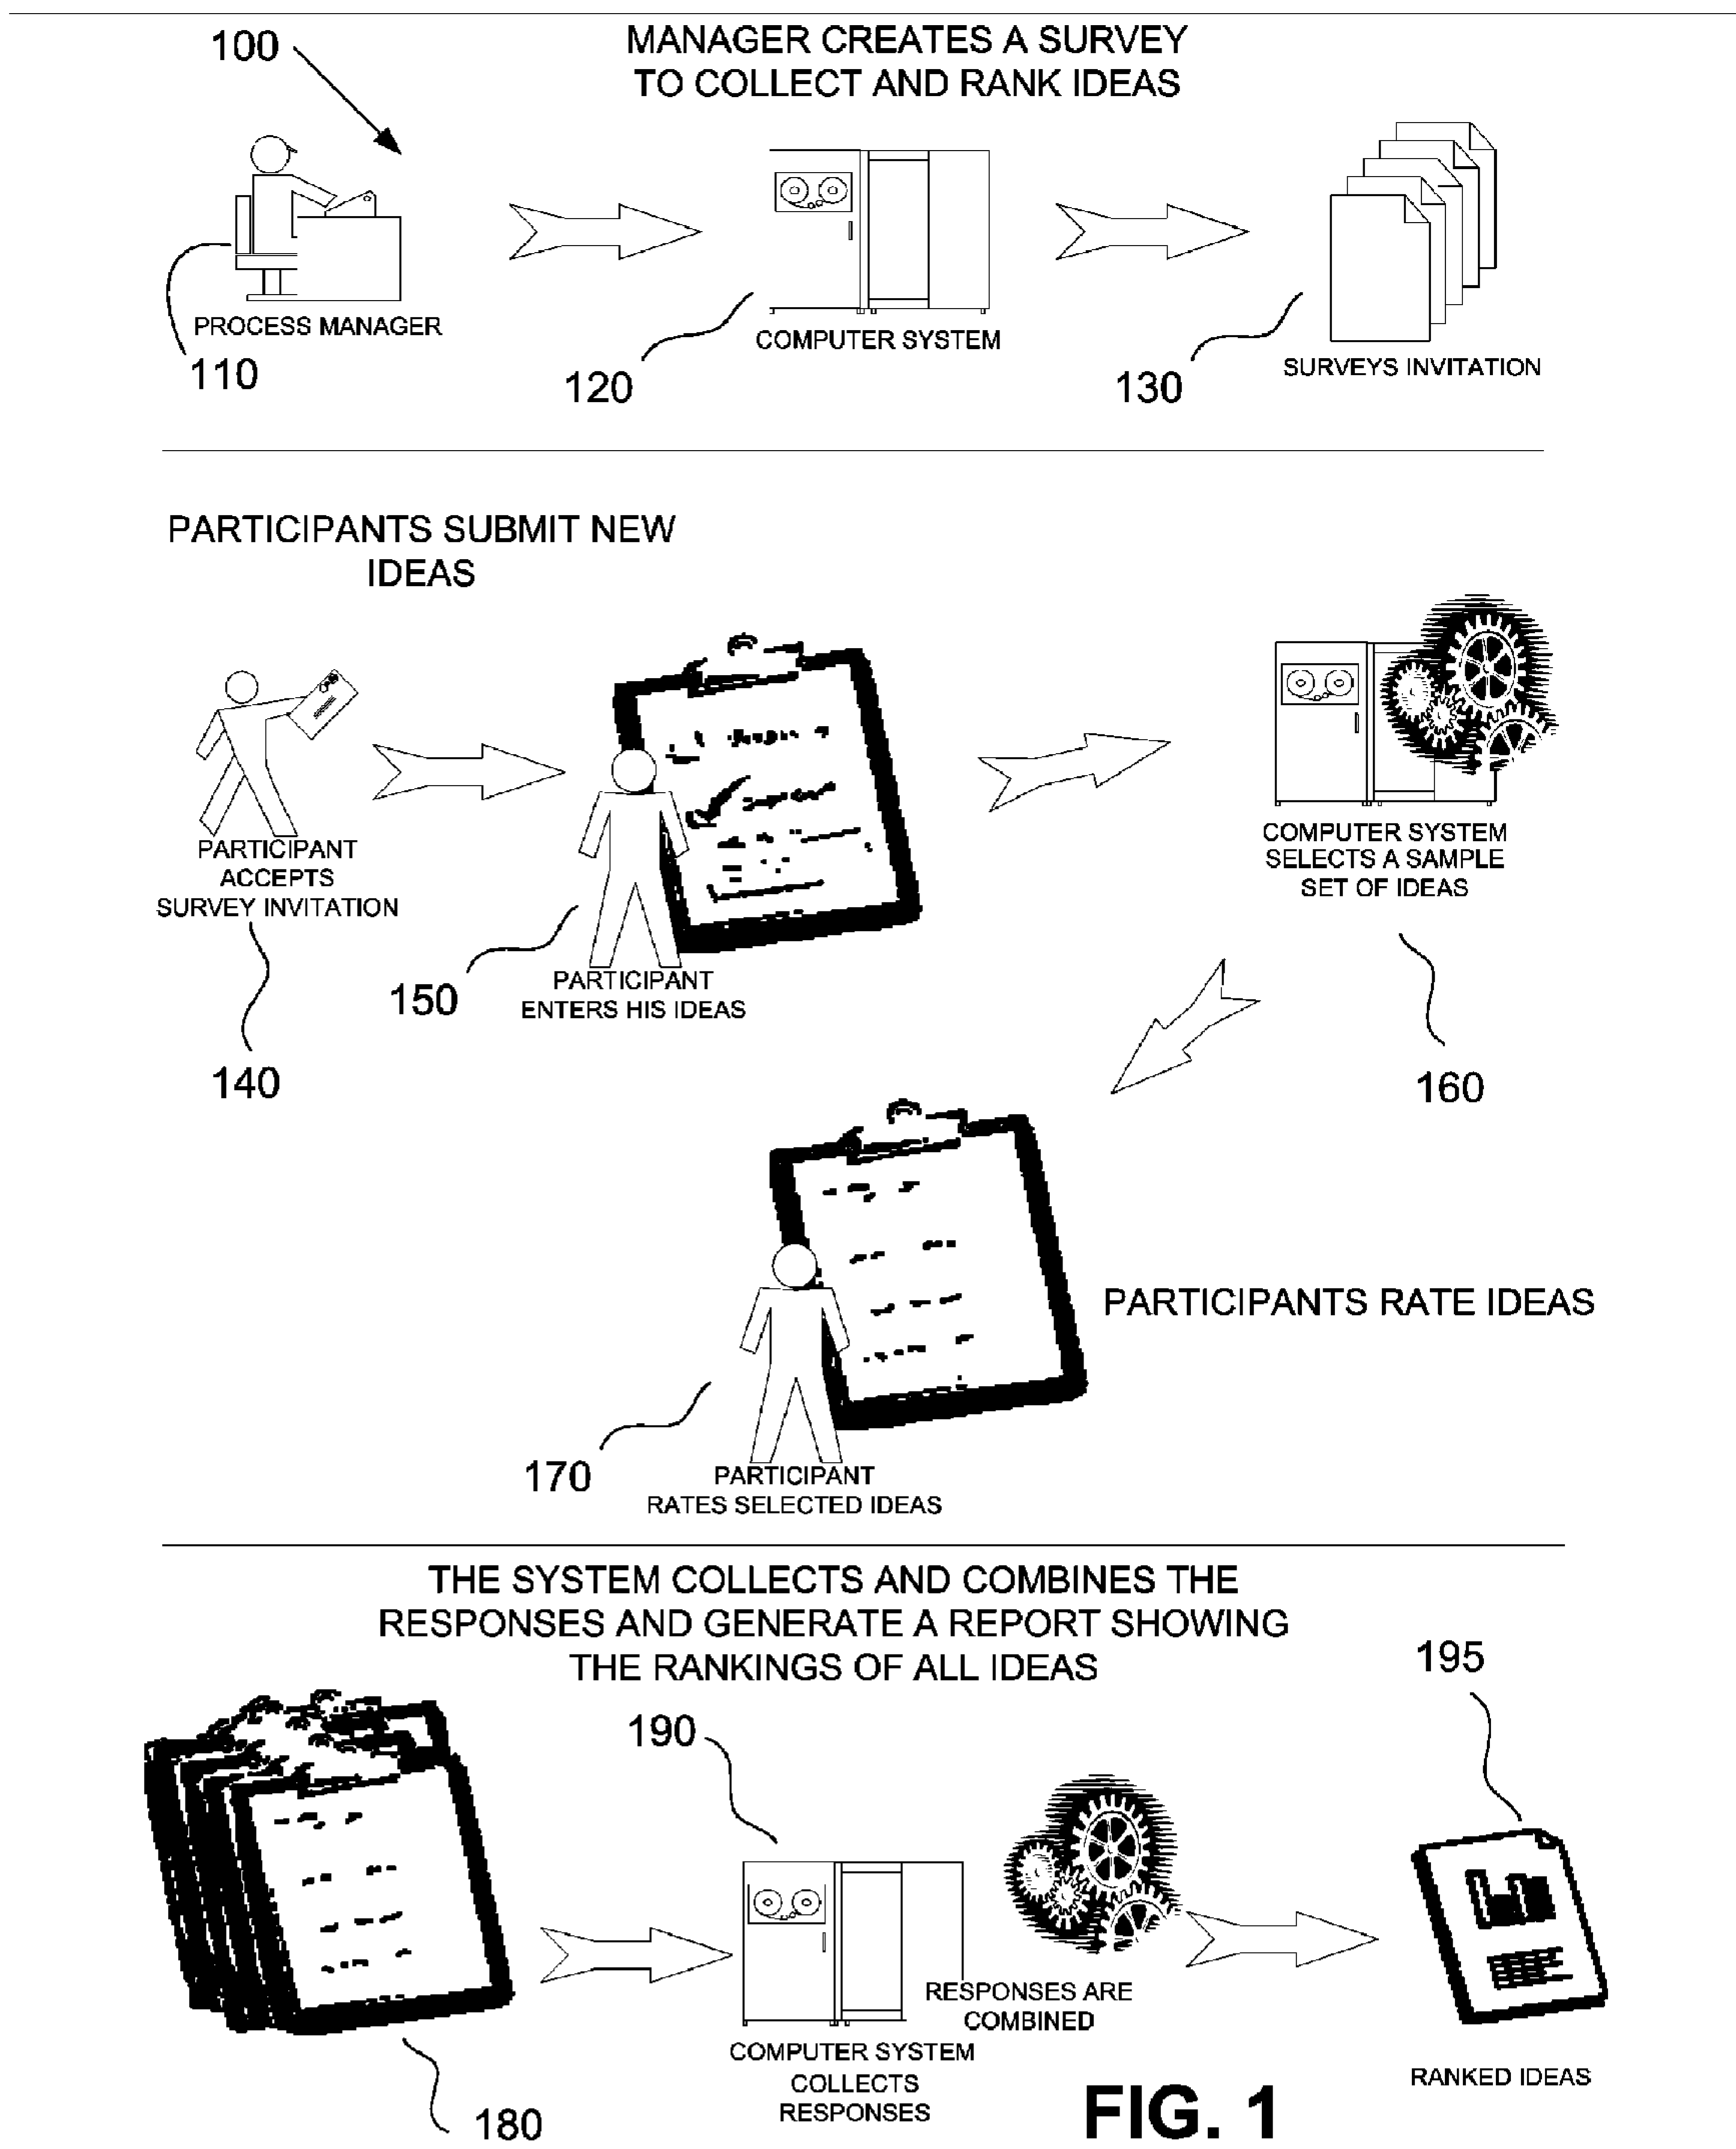 100
MANAGER CREATES A SURVEY
TO COLLECT AND RANK IDEAS
PROCESS MANAGER
110
COMPUTER SYSTEM
120
SURVEYS INVITATION
130
PARTICIPANTS SUBMIT NEW
IDEAS
PARTICIPANT
ACCEPTS
SURVEY INVITATION
140
PARTICIPANT
ENTERS HIS IDEAS
150
COMPUTER SYSTEM
SELECTS A SAMPLE
SET OF IDEAS
160
PARTICIPANTS RATE IDEAS
170
PARTICIPANT
RATES SELECTED IDEAS
THE SYSTEM COLLECTS AND COMBINES THE
RESPONSES AND GENERATE A REPORT SHOWING
THE RANKINGS OF ALL IDEAS
195
190
RESPONSES ARE
COMBINED
COMPUTER SYSTEM
COLLECTS
RESPONSES
RANKED IDEAS
180
FIG. 1